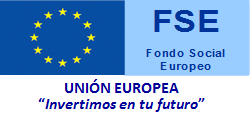 FSE
Fondo Social
Europeo
UNIÓN EUROPEA
“Invertimos en tu futuro”